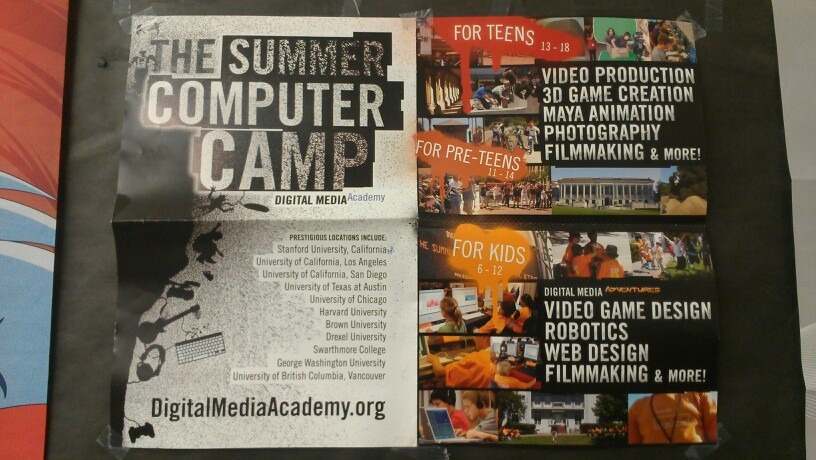 THE SUMMER
COMPUTER
CAMP
DIGITAL MEDIA Academy
PRESTIGIOUS LOCATIONS INCLUDE:
Stanford University, California
University of California, Los Angeles
University of California, San Diego
University of Texas at Austin
University of Chicago
Harvard University
Brown University
Drexel University
Swarthmore College
George Washington University
University of British Columbia, Vancouver
DigitalMediaAcademy.org
FOR TEENS
13 - 18
VIDEO PRODUCTION
3D GAME CREATION
MAYA ANIMATION
PHOTOGRAPHY
FILMMAKING & MORE!
FOR PRE-TEENS
11 - 14
FOR KIDS
6 - 12
DIGITAL MEDIA ADVENTURES
VIDEO GAME DESIGN
ROBOTICS
WEB DESIGN
FILMMAKING & MORE!